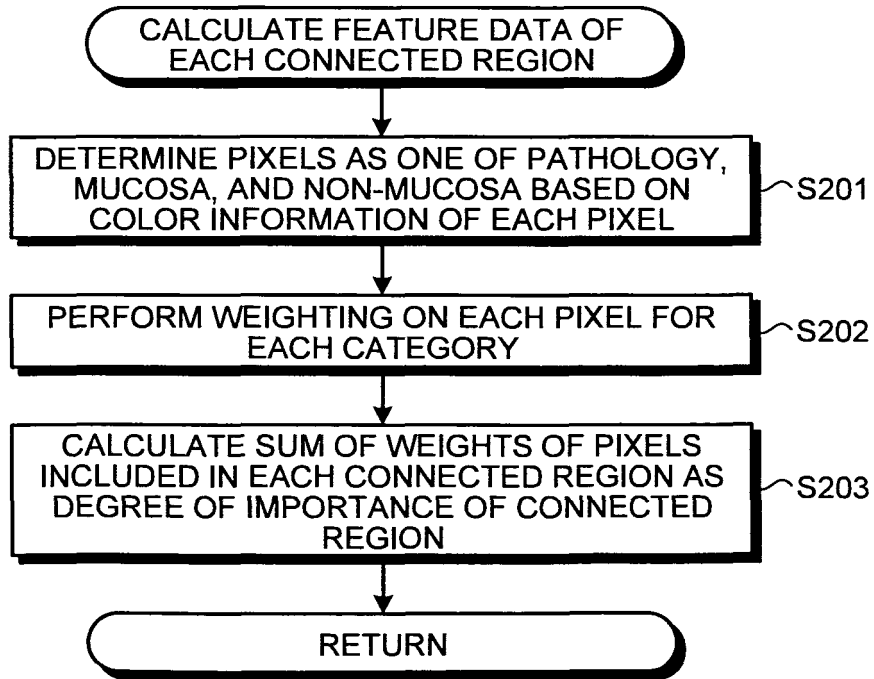 CALCULATE FEATURE DATA OF
EACH CONNECTED REGION
DETERMINE PIXELS AS ONE OF PATHOLOGY,
MUCOSA, AND NON-MUCOSA BASED ON
COLOR INFORMATION OF EACH PIXEL
S201
PERFORM WEIGHTING ON EACH PIXEL FOR
EACH CATEGORY
S202
CALCULATE SUM OF WEIGHTS OF PIXELS
INCLUDED IN EACH CONNECTED REGION AS
DEGREE OF IMPORTANCE OF CONNECTED
REGION
S203
RETURN